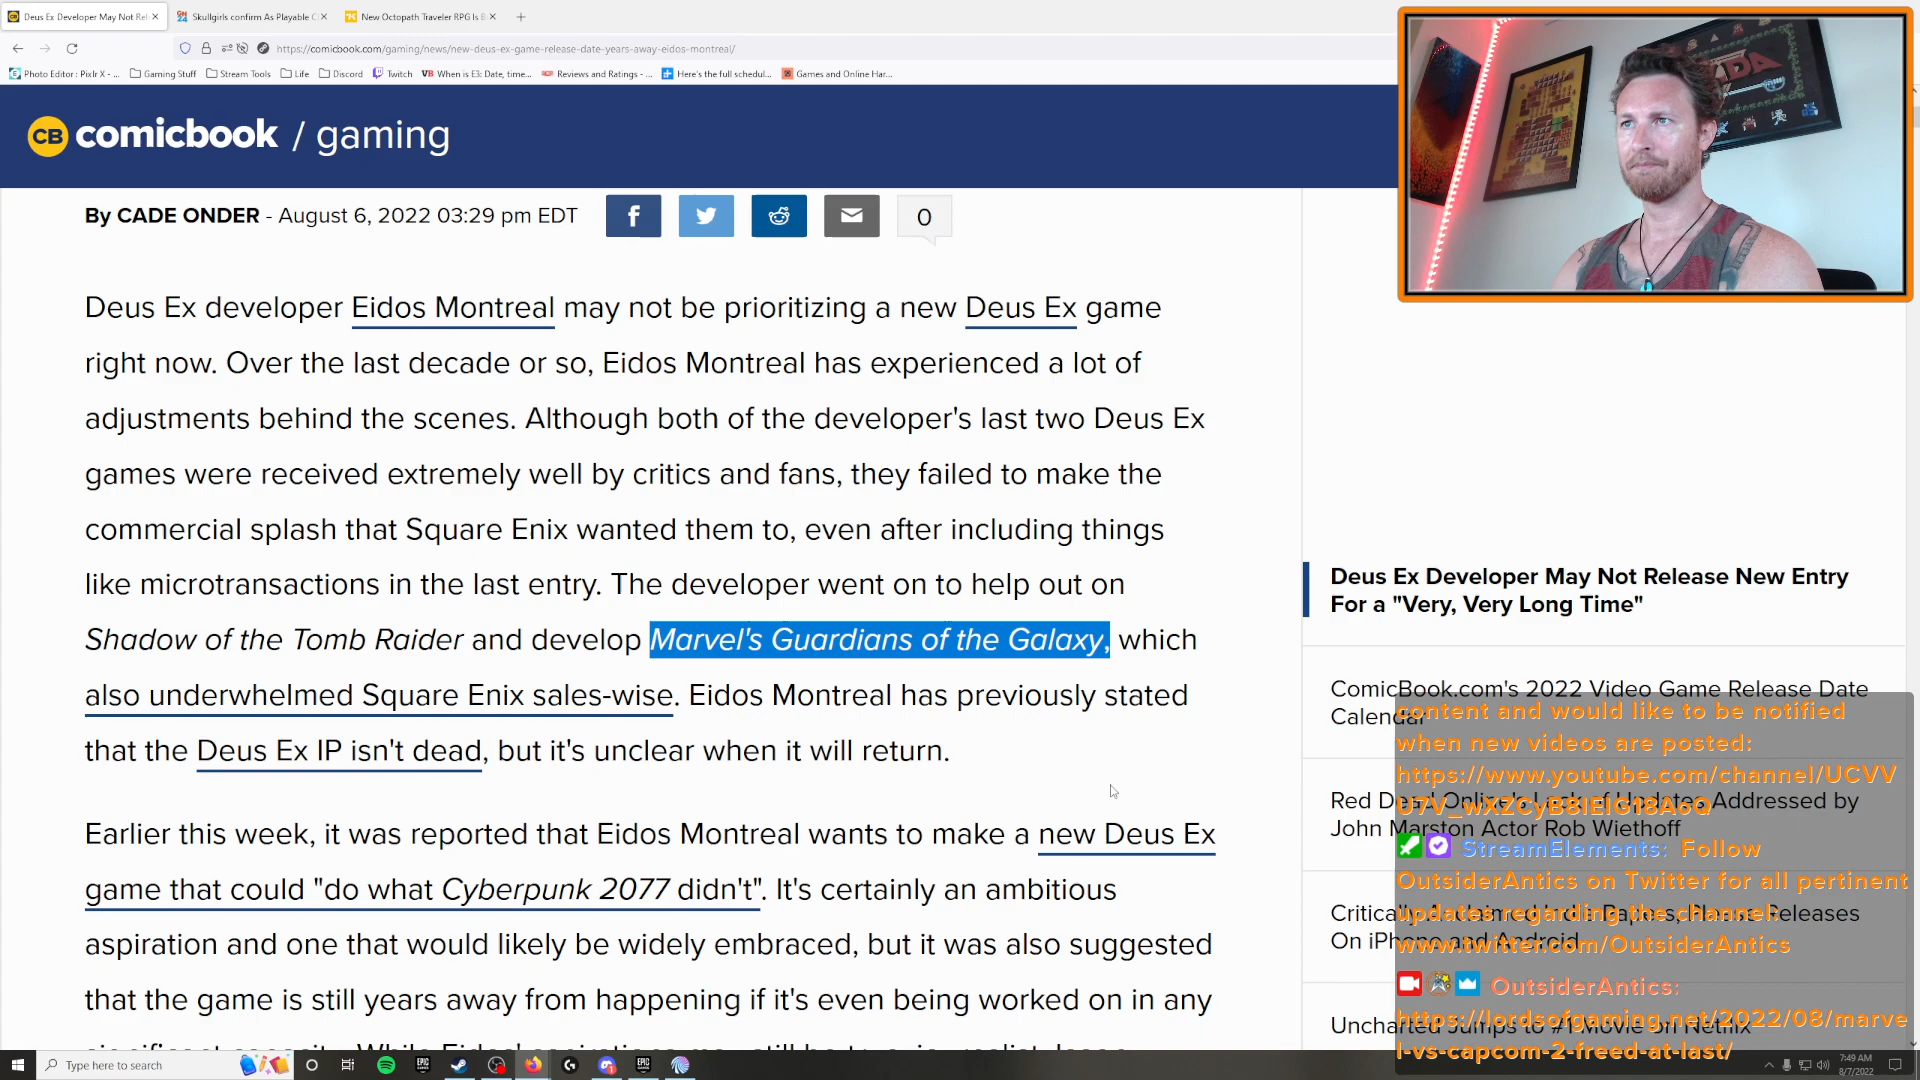 Deus Ex Developer May Not Rel
Skullgirls confirm As Playable C
New Octopath Traveler RPG Is B
https://comicbook.com/gaming/news/new-deus-ex-game-release-date-years-away-eidos-montreal/
Photo Editor : Pixlr X - ...
Gaming Stuff
Stream Tools
Life
Discord
Twitch
When is E3: Date, time...
Reviews and Ratings - ...
Here's the full schedul...
Games and Online Har...
CB comicbook / gaming
By CADE ONDER - August 6, 2022 03:29 pm EDT
0
Deus Ex developer Eidos Montreal may not be prioritizing a new Deus Ex game
right now. Over the last decade or so, Eidos Montreal has experienced a lot of
adjustments behind the scenes. Although both of the developer's last two Deus Ex
games were received extremely well by critics and fans, they failed to make the
commercial splash that Square Enix wanted them to, even after including things
like microtransactions in the last entry. The developer went on to help out on
Shadow of the Tomb Raider and develop Marvel's Guardians of the Galaxy, which
also underwhelmed Square Enix sales-wise. Eidos Montreal has previously stated
that the Deus Ex IP isn't dead, but it's unclear when it will return.
Earlier this week, it was reported that Eidos Montreal wants to make a new Deus Ex
game that could "do what Cyberpunk 2077 didn't". It's certainly an ambitious
aspiration and one that would likely be widely embraced, but it was also suggested
that the game is still years away from happening if it's even being worked on in any
Deus Ex Developer May Not Release New Entry
For a "Very, Very Long Time"
ComicBook.com's 2022 Video Game Release Date
Calendar
Red Dead Online's Lack of Updates Addressed by
John Marston Actor Rob Wiethoff
Critically Releases
On iPhone and Android
Uncharted Jumps to #1 Movie on Netflix
content and would like to be notified
when new videos are posted:
https://www.youtube.com/channel/UCVV
StreamElements: Follow
OutsiderAntics on Twitter for all pertinent
updates regarding the channel:
www.twitter.com/OutsiderAntics
OutsiderAntics:
https://lordsofgaming.net/2022/08/marve
l-vs-capcom-2-freed-at-last/
Type here to search
7:49 AM
8/7/2022